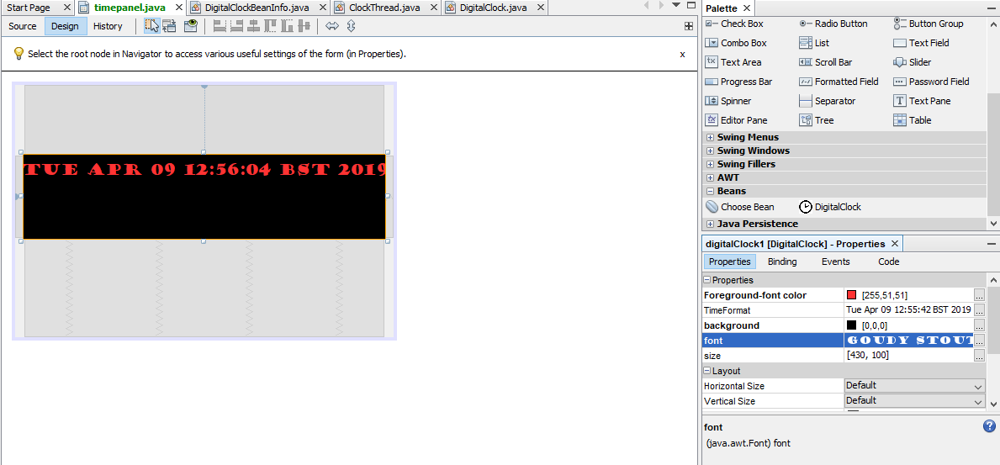 Start Page timepanel.java DigitalClockBeanInfo.java ClockThread.java DigitalClock.java
Source Design History
Select the root node in Navigator to access various useful settings of the form (in Properties). x
TUE APR 09 12:56:04 BST 2019
Palette
Check Box Radio Button Button Group
Combo Box List Text Field
Text Area Scroll Bar Slider
Progress Bar Formatted Field Password Field
Spinner Separator Text Pane
Editor Pane Tree Table
Swing Menus
Swing Windows
Swing Fillers
AWT
Beans
Choose Bean DigitalClock
Java Persistence
digitalClock1 [DigitalClock] - Properties
Properties Binding Events Code
Properties
Foreground-font color [255,51,51] ...
TimeFormat Tue Apr 09 12:55:42 BST 2019 ...
background [0,0,0] ...
font GOUDY STOUT ...
size [430, 100] ...
Layout
Horizontal Size Default
Vertical Size Default
font
(java.awt.Font) font